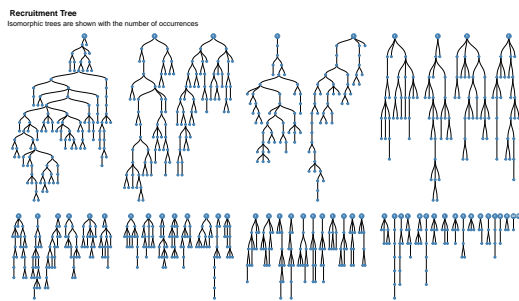 Recruitment Tree
Isomorphic trees are shown with the number of occurrences